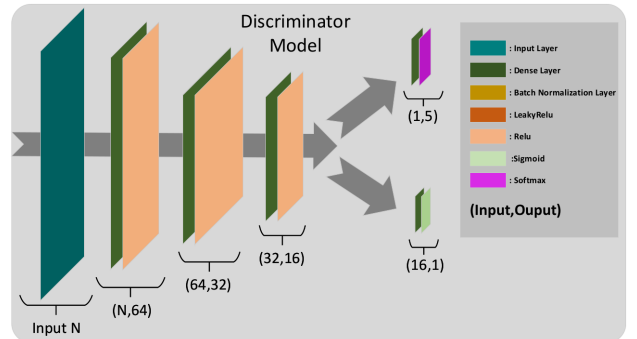 Discriminator
Model
Input N
(N,64)
(64,32)
(32,16)
(1,5)
(16,1)
: Input Layer
: Dense Layer
: Batch Normalization Layer
: LeakyRelu
: Relu
:Sigmoid
: Softmax
(Input,Ouput)